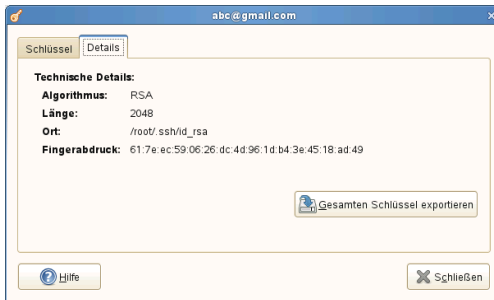 abc@gmail.com
Schlüssel
Details
Technische Details:
Algorithmus: RSA
Länge: 2048
Ort: /root/.ssh/id_rsa
Fingerabdruck: 61:7e:ec:59:06:26:dc:4d:96:1d:b4:3e:45:18:ad:49
Gesamten Schlüssel exportieren
Hilfe
Schließen